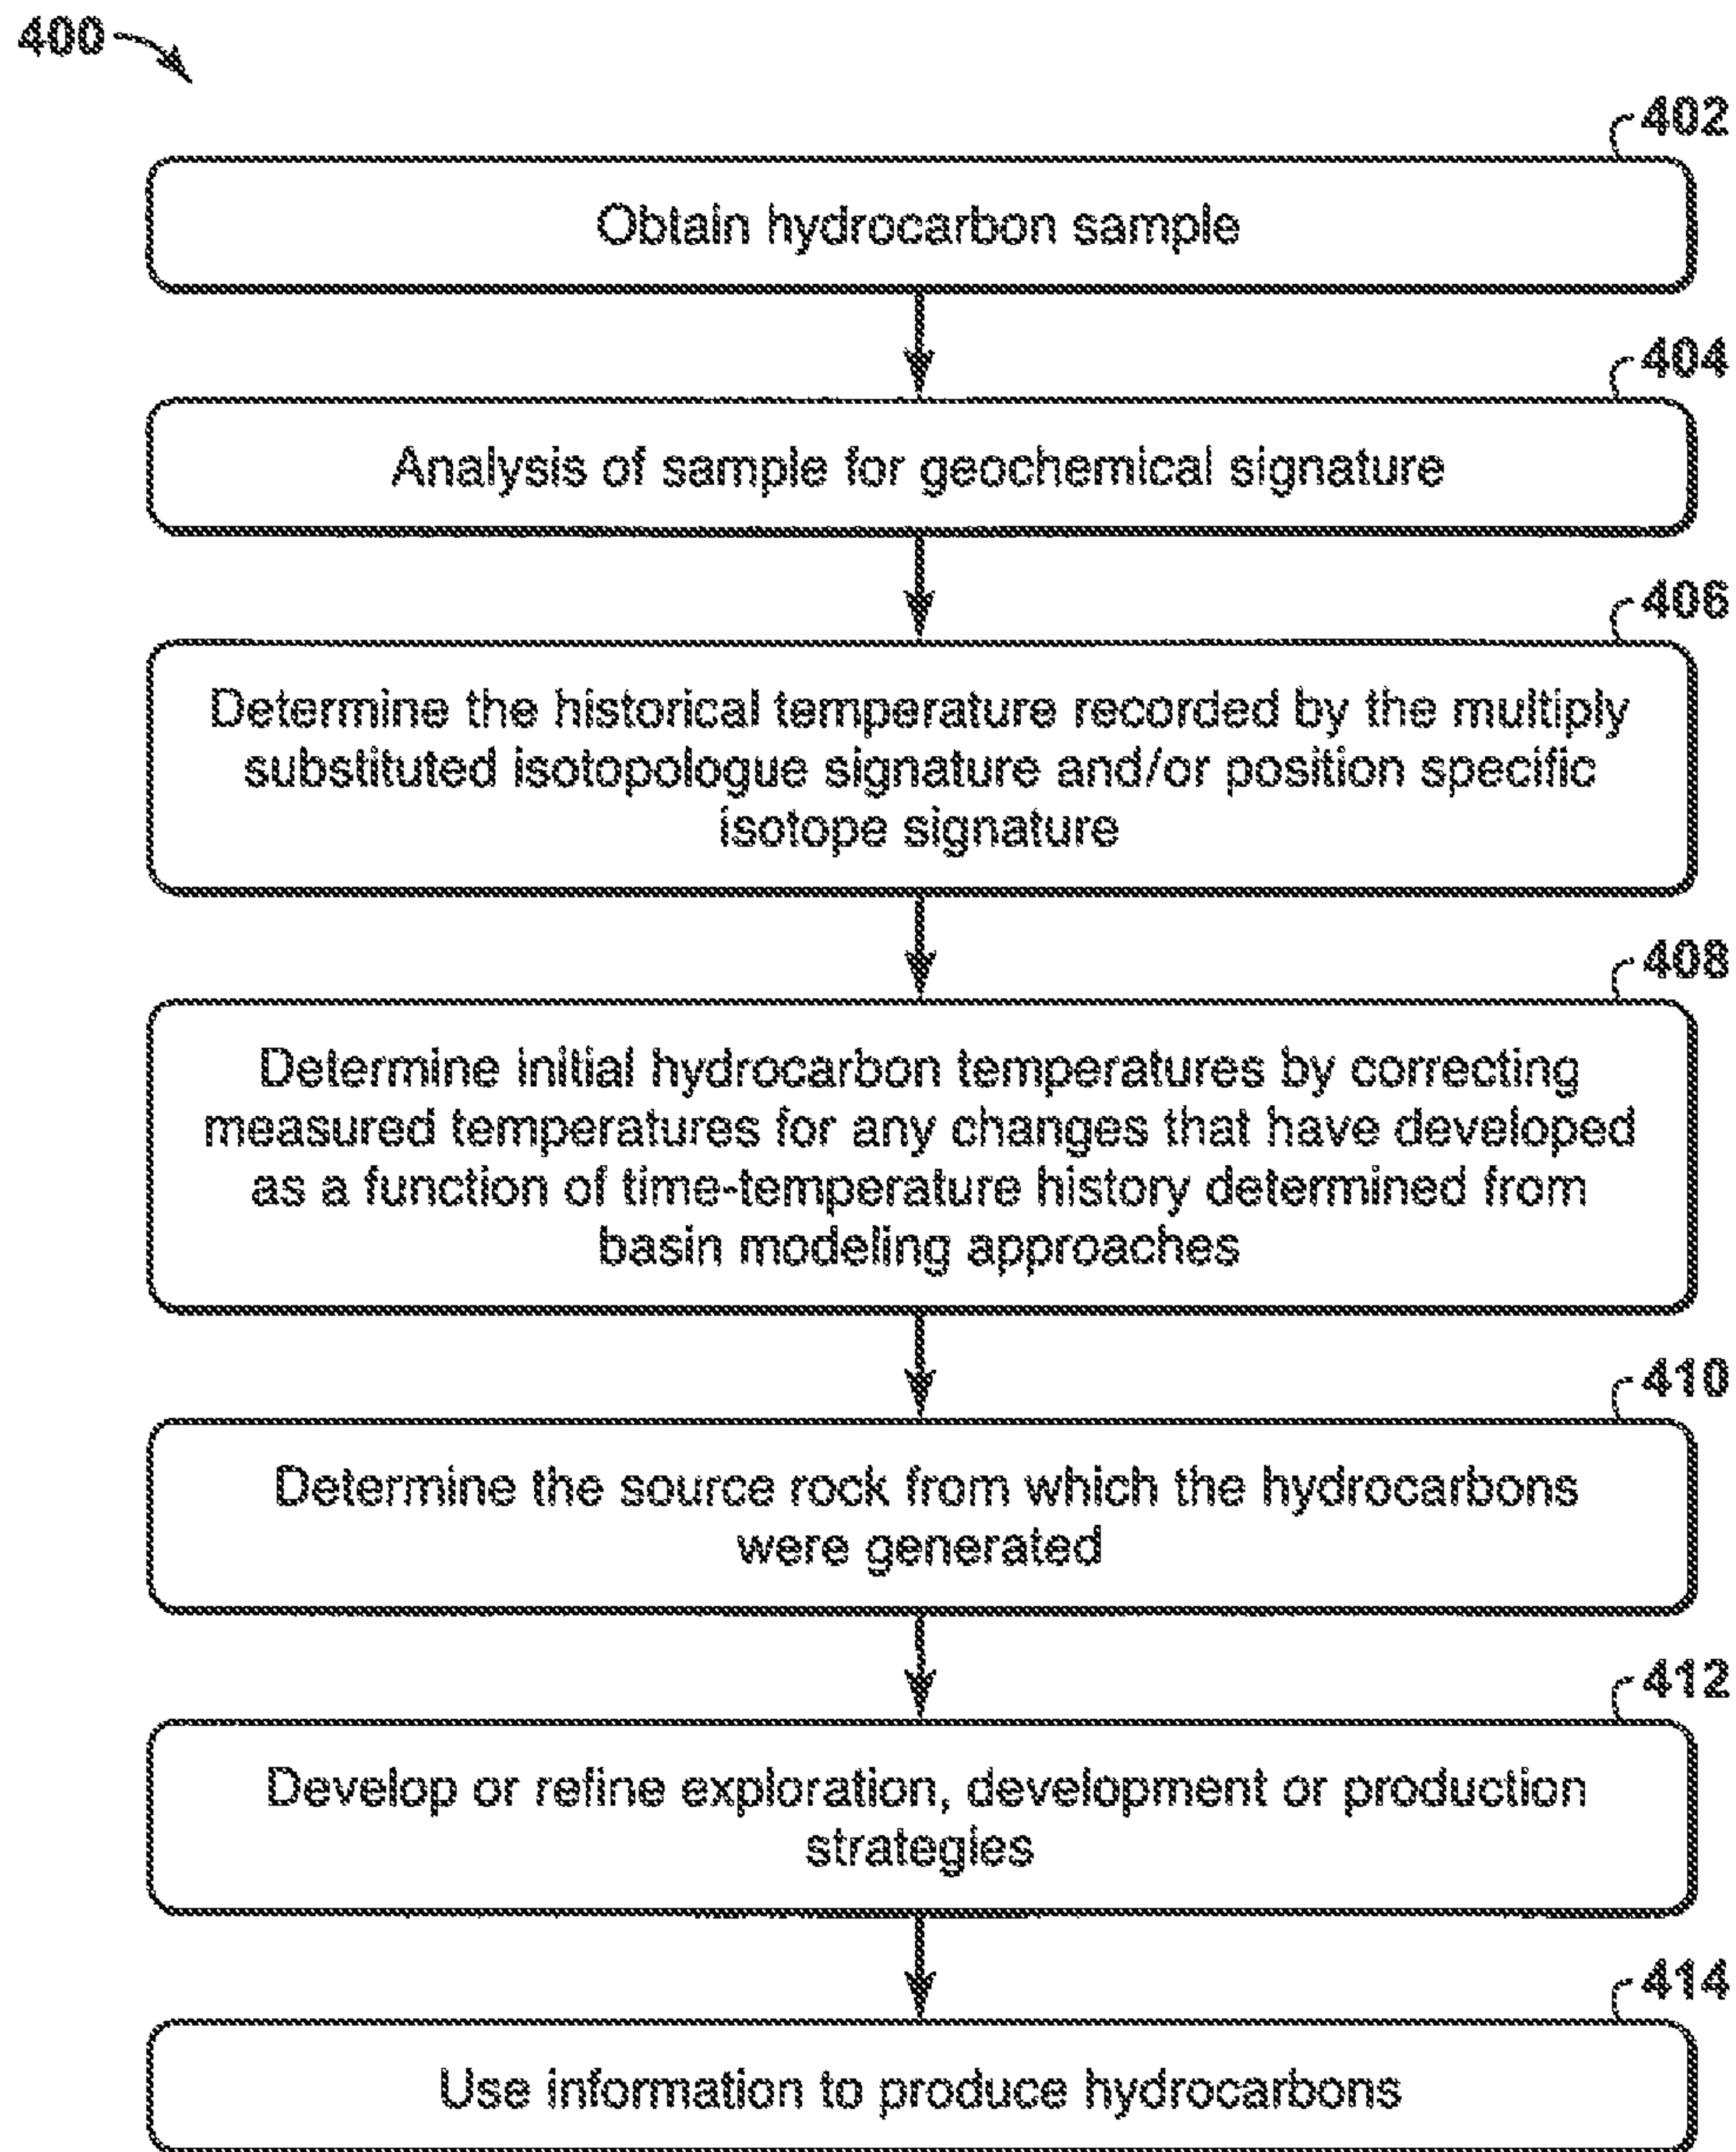 400
402
Obtain hydrocarbon sample
404
Analysis of sample for geochemical signature
406
Determine the historical temperature recorded by the multiply
substituted isotopologue signature and/or position specific
isotope signature
408
Determine initial hydrocarbon temperatures by correcting
measured temperatures for any changes that have developed
as a function of time-temperature history determined from
basin modeling approaches
410
Determine the source rock from which the hydrocarbons
were generated
412
Develop or refine exploration, development or production
strategies
414
Use information to produce hydrocarbons